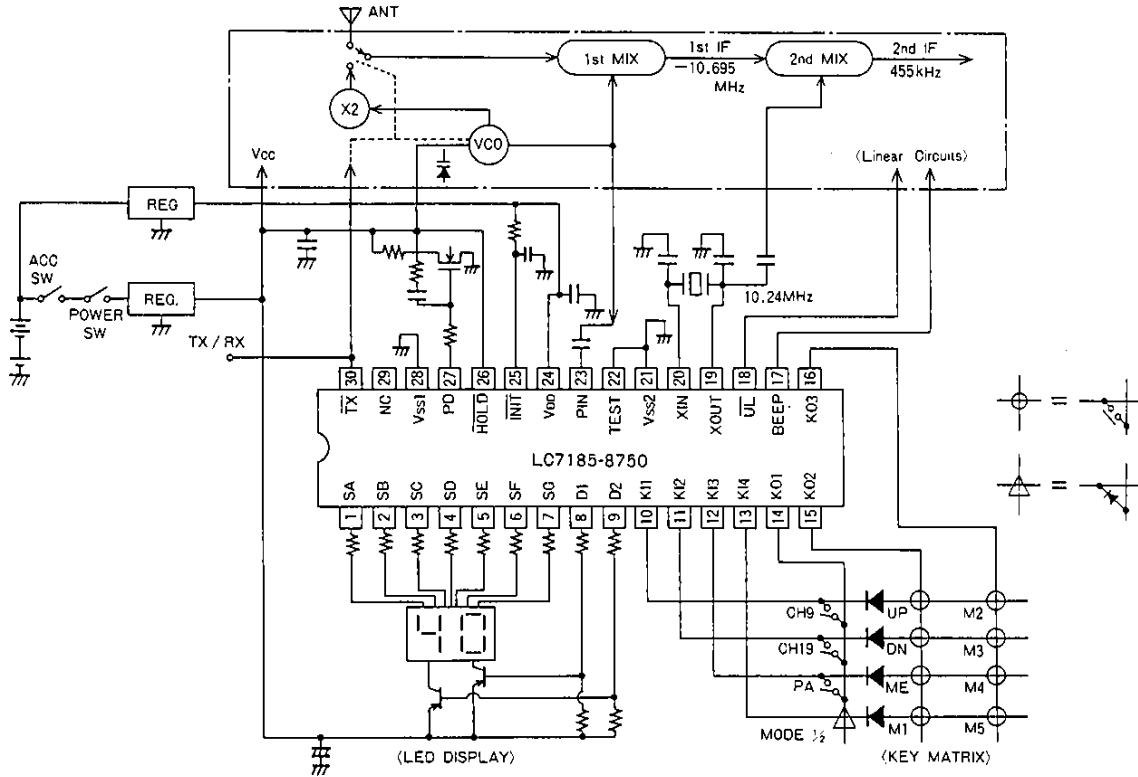 ANT
1st MIX
1st IF
-10.695
MHz
2nd MIX
2nd IF
455kHz
X2
VCO
Vcc
(Linear Circuits)
REG
ACC
SW
POWER
SW
REG.
TX / RX
10.24MHz
30 29 28 27 26 25 24 23 22 21 20 19 18 17 16
TX NC Vss1 PD HOLD INIT VDD PIN TEST Vss2 XIN XOUT UL BEEP KO3
LC7185-8750
SA SB SC SD SE SF SG D1 D2 KI1 KI2 KI3 KI4 KO1 KO2
1 2 3 4 5 6 7 8 9 10 11 12 13 14 15
= 
=
40
CH9 UP M2
CH19 DN M3
PA ME M4
MODE ½ M1 M5
(LED DISPLAY)
(KEY MATRIX)